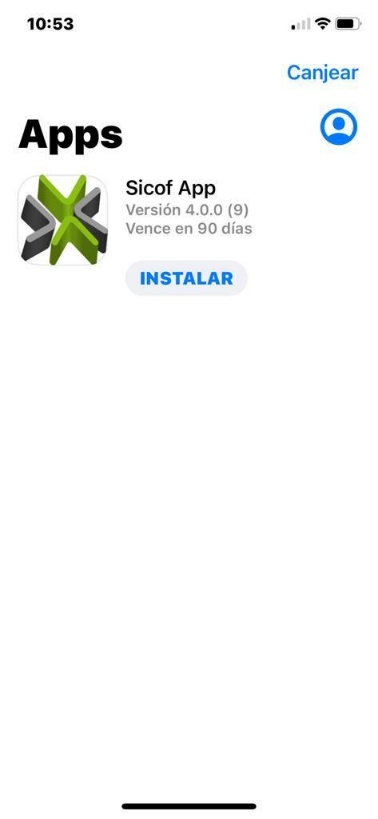 10:53
Canjear
Apps
Sicof App
Versión 4.0.0 (9)
Vence en 90 días
INSTALAR